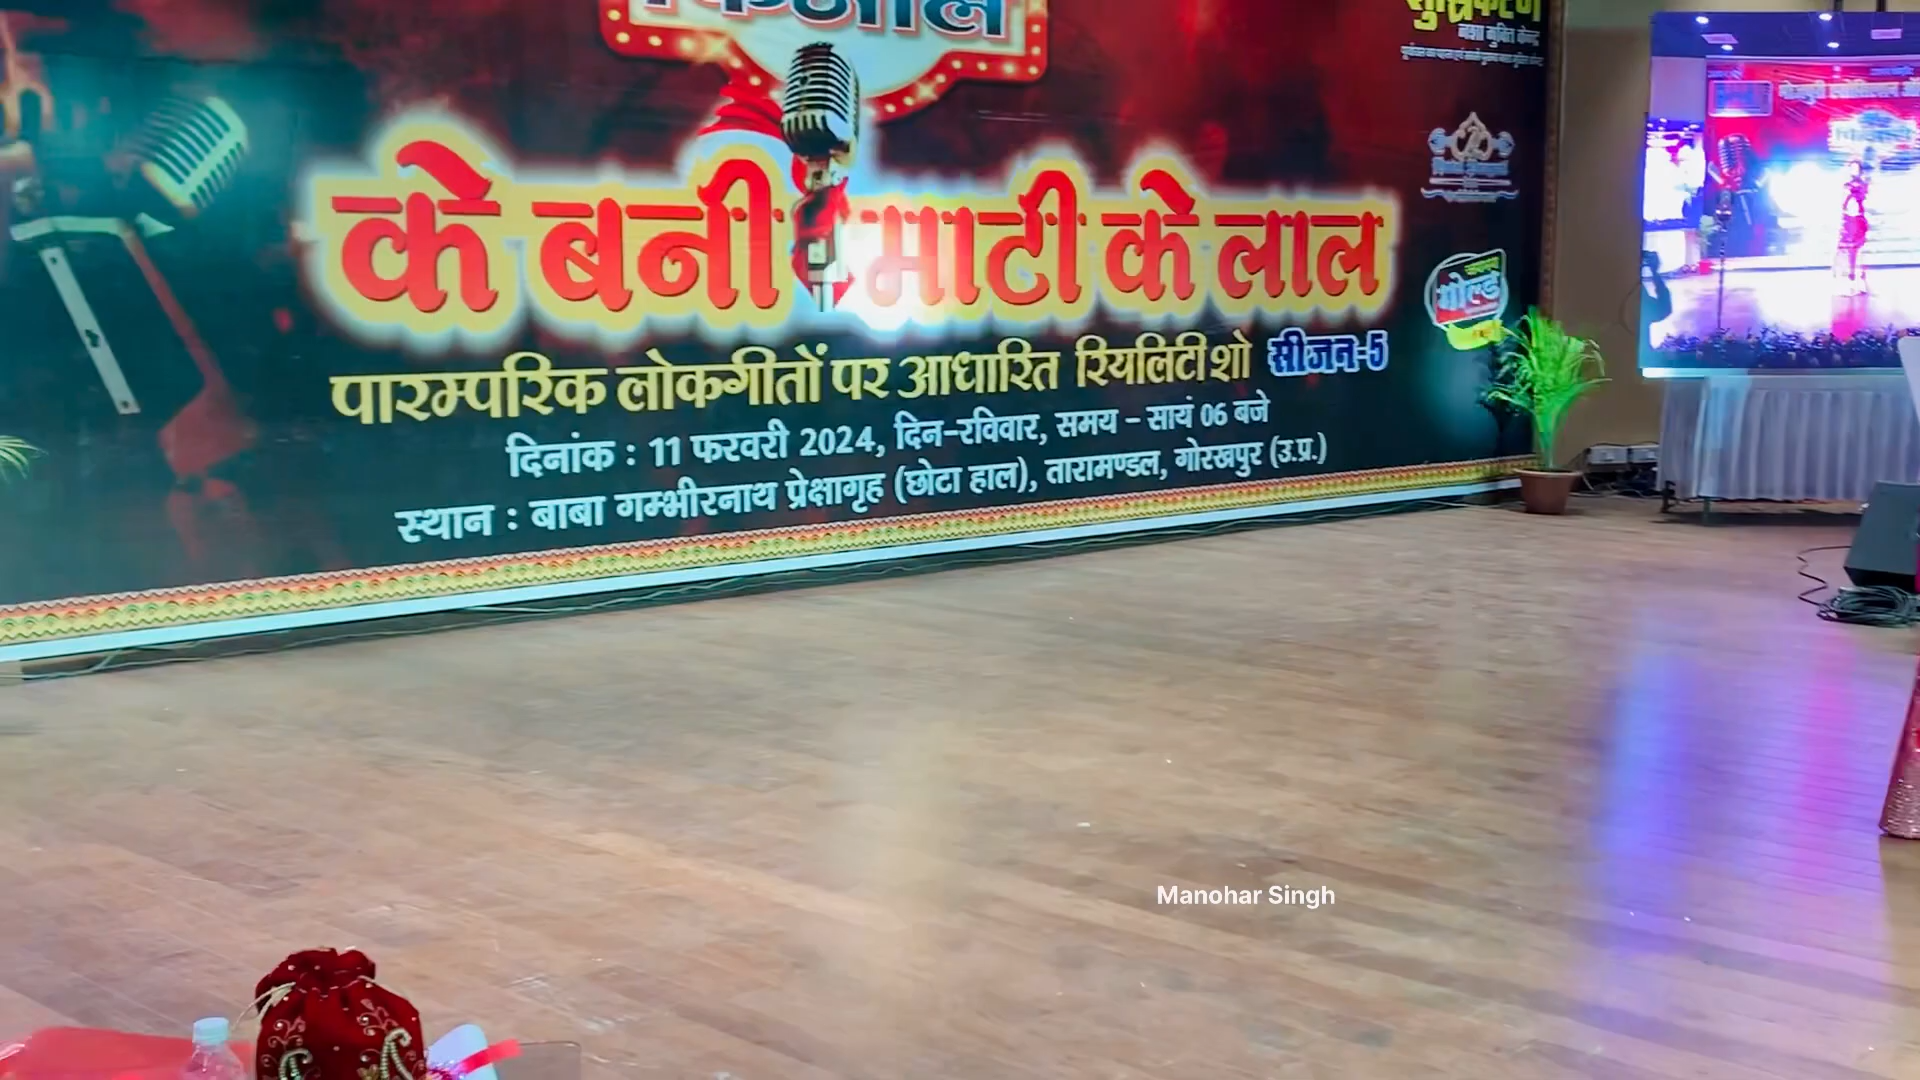 के बनी माटी के लाल
पारम्परिक लोकगीतों पर आधारित रियलिटी शो सीजन-5
दिनांक : 11 फरवरी 2024, दिन-रविवार, समय - सायं 06 बजे
स्थान : बाबा गम्भीरनाथ प्रेक्षागृह (छोटा हाल), तारामण्डल, गोरखपुर (उ.प्र.)
नशा मुक्ति केन्द्र
गोल्ड
Manohar Singh